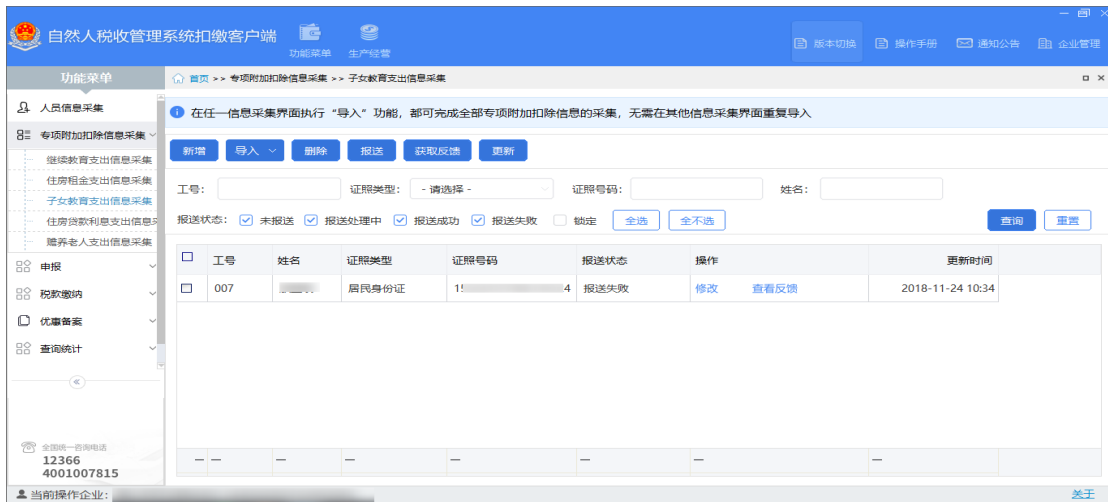 自然人税收管理系统扣缴客户端
功能菜单
生产经营
版本切换
操作手册
通知公告
企业管理
功能菜单
首页 >> 专项附加扣除信息采集 >> 子女教育支出信息采集
人员信息采集
专项附加扣除信息采集
继续教育支出信息采集
住房租金支出信息采集
子女教育支出信息采集
住房贷款利息支出信息
赡养老人支出信息采集
申报
税款缴纳
优惠备案
查询统计
全国统一咨询电话
12366
4001007815
在任一信息采集界面执行“导入”功能，都可完成全部专项附加扣除信息的采集，无需在其他信息采集界面重复导入
新增 导入 删除 报送 获取反馈 更新
工号： 证照类型： - 请选择 - 证照号码： 姓名：
报送状态： 未报送 报送处理中 报送成功 报送失败 锁定 全选 全不选 查询 重置
工号 姓名 证照类型 证照号码 报送状态 操作 更新时间
007 居民身份证 4 报送失败 修改 查看反馈 2018-11-24 10:34
-- -- -- -- -- -- -- --
当前操作企业： 关于